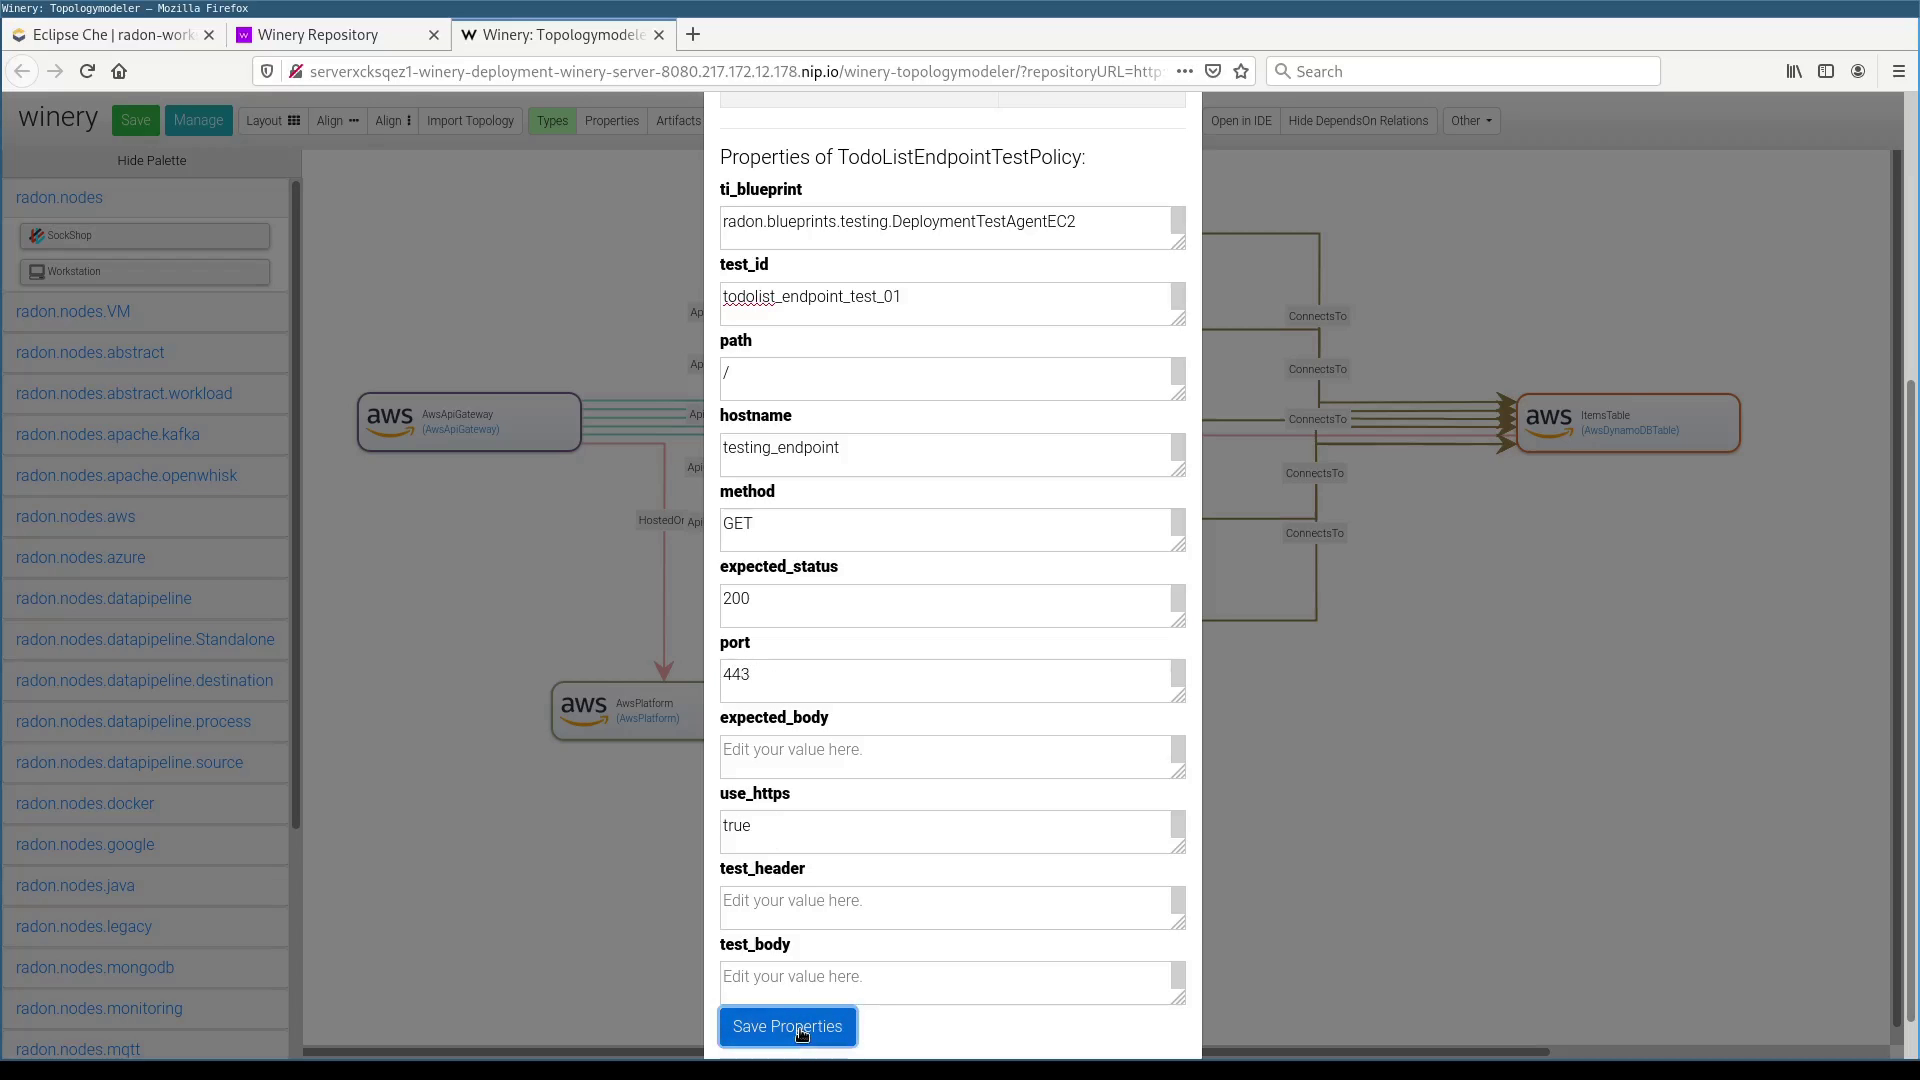 Winery: Topologymodeler — Mozilla Firefox
Eclipse Che | radon-work
Winery Repository
Winery: Topologymodele
serverxcksqez1-winery-deployment-winery-server-8080.217.172.12.178.nip.io/winery-topologymodeler/?repositoryURL=http:
Search
winery
Save
Manage
Layout
Align
Align
Import Topology
Types
Properties
Artifacts
Open in IDE
Hide DependsOn Relations
Other
Hide Palette
radon.nodes
SockShop
Workstation
radon.nodes.VM
radon.nodes.abstract
radon.nodes.abstract.workload
radon.nodes.apache.kafka
radon.nodes.apache.openwhisk
radon.nodes.aws
radon.nodes.azure
radon.nodes.datapipeline
radon.nodes.datapipeline.Standalone
radon.nodes.datapipeline.destination
radon.nodes.datapipeline.process
radon.nodes.datapipeline.source
radon.nodes.docker
radon.nodes.google
radon.nodes.java
radon.nodes.legacy
radon.nodes.mongodb
radon.nodes.monitoring
radon.nodes.mqtt
aws
AwsApiGateway
(AwsApiGateway)
Ap
Ap
Api
Api
HostedOn
Api
aws
AwsPlatform
(AwsPlatform)
Properties of TodoListEndpointTestPolicy:
ti_blueprint
radon.blueprints.testing.DeploymentTestAgentEC2
test_id
todolist_endpoint_test_01
path
/
hostname
testing_endpoint
method
GET
expected_status
200
port
443
expected_body
Edit your value here.
use_https
true
test_header
Edit your value here.
test_body
Edit your value here.
Save Properties
ConnectsTo
ConnectsTo
ConnectsTo
ConnectsTo
ConnectsTo
aws
ItemsTable
(AwsDynamoDBTable)